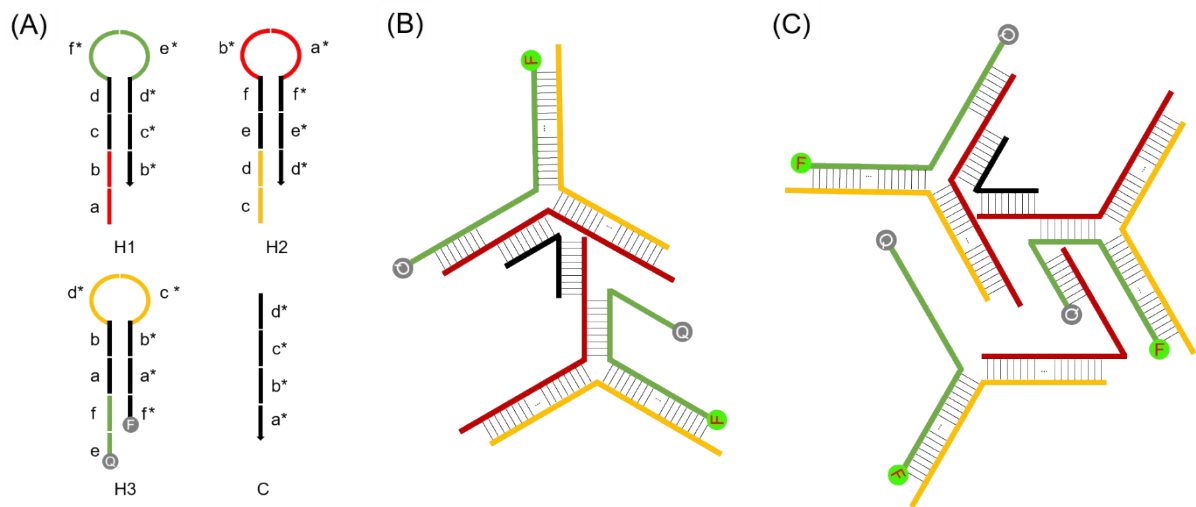 (A)
(B)
(C)
f* e*
d d*
c c*
b b*
a
H1
b* a*
f f*
e e*
d d*
c
H2
d* c*
b b*
a a*
f f*
F
e
Q
H3
d*
c*
b*
a*
C
F
...
...
Q
Q
...
...
F
Q
F
...
...
...
...
Q
Q
F
...
...
F